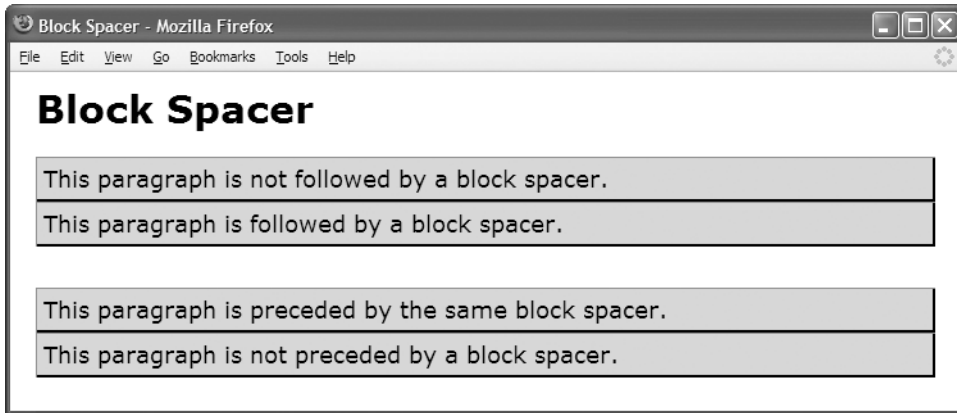 Block Spacer - Mozilla Firefox
File Edit View Go Bookmarks Tools Help
Block Spacer
This paragraph is not followed by a block spacer.
This paragraph is followed by a block spacer.
This paragraph is preceded by the same block spacer.
This paragraph is not preceded by a block spacer.